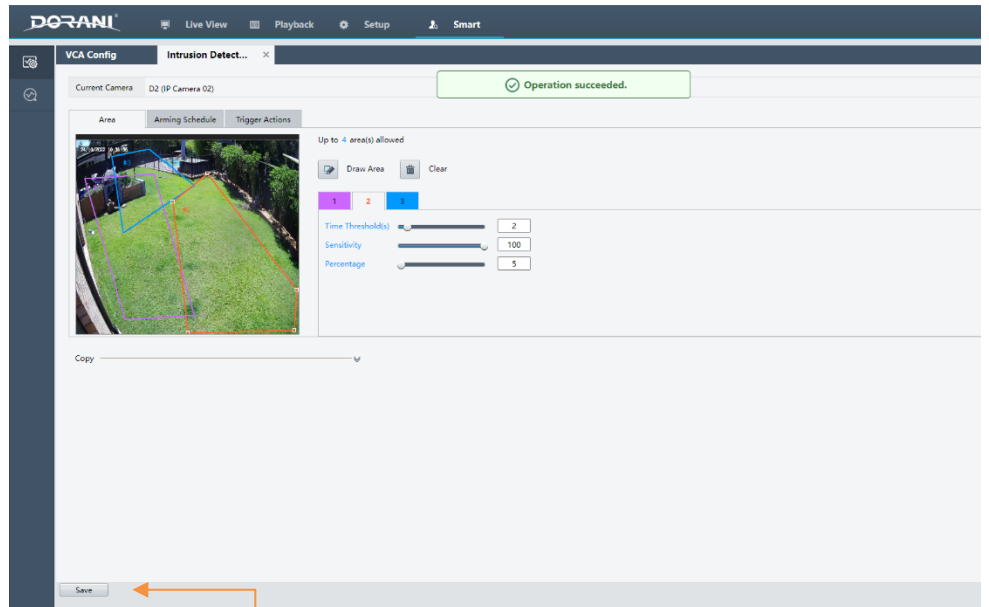 DORANI Live View Playback Setup Smart
VCA Config Intrusion Detect... ×
Current Camera D2 (IP Camera 02)
Operation succeeded.
Area Arming Schedule Trigger Actions
Up to 4 area(s) allowed
Draw Area Clear
1 2 3
Time Threshold(s) 2
Sensitivity 100
Percentage 5
#3
Copy
Save